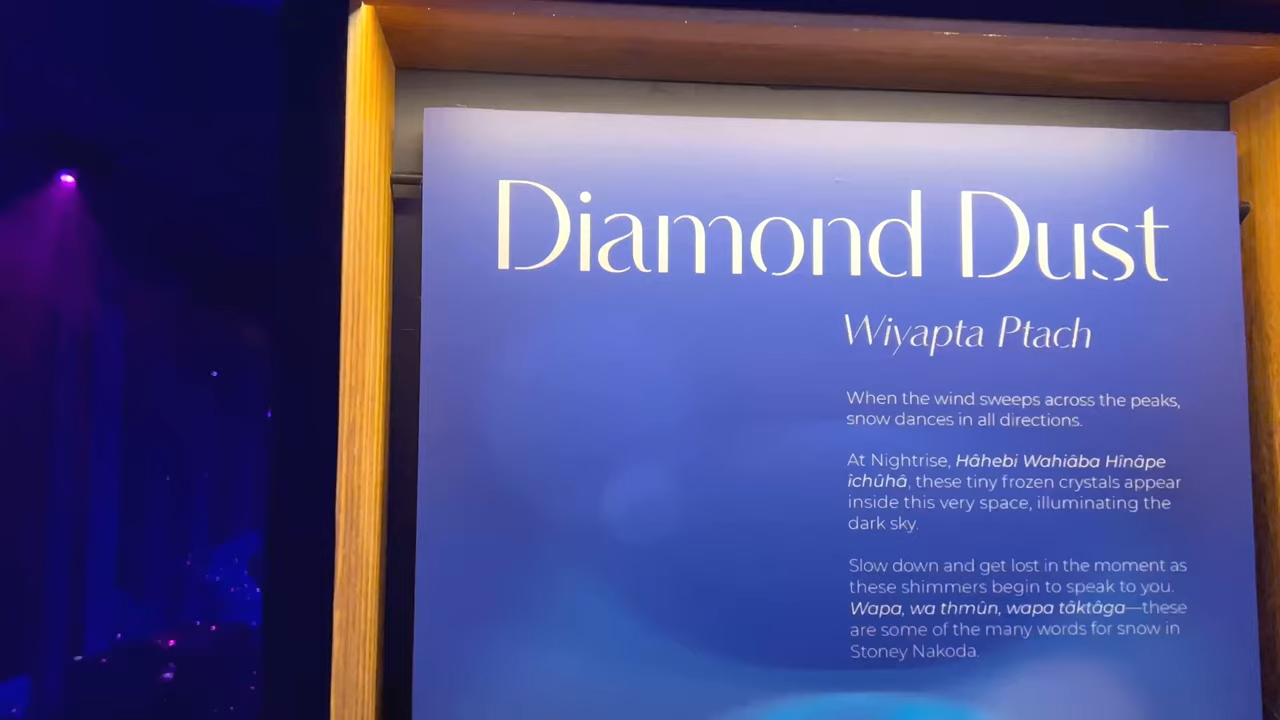 Diamond Dust
Wiyapta Ptach
When the wind sweeps across the peaks,
snow dances in all directions.
At Nightrise, Hâhebi Wahiâba Hînâpe
îchûhâ, these tiny frozen crystals appear
inside this very space, illuminating the
dark sky.
Slow down and get lost in the moment as
these shimmers begin to speak to you.
Wapa, wa thmûn, wapa tâktâga—these
are some of the many words for snow in
Stoney Nakoda.